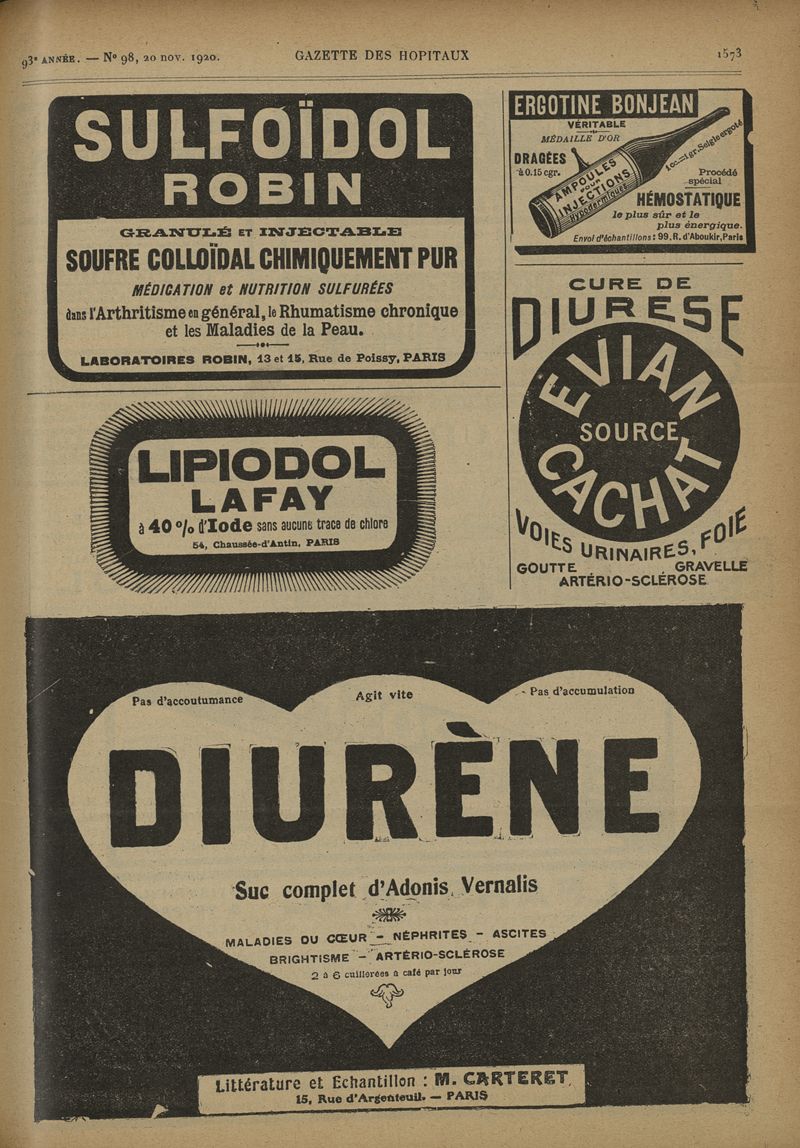 93e ANNÉE. — No 98, 20 NOV. 1920.
GAZETTE DES HOPITAUX
1573
SULFOÏDOL
ROBIN
GRANULÉ ET INJECTABLE
SOUFRE COLLOÏDAL CHIMIQUEMENT PUR
MÉDICATION et NUTRITION SULFURÉES
dans l'Arthritisme en général, le Rhumatisme chronique
et les Maladies de la Peau.
LABORATOIRES ROBIN, 13 et 15, Rue de Poissy, PARIS
ERGOTINE BONJEAN
VÉRITABLE
MÉDAILLE D'OR
DRAGÉES
à 0.15 cgr.
AMPOULES
POUR
INJECTIONS
Hypodermiques
1cc.=1gr.Seigle ergoté
Procédé
spécial
HÉMOSTATIQUE
le plus sûr et le
plus énergique.
Envoi d'échantillons: 99, R. d'Aboukir, Paris
CURE DE
DIURESE
EVIAN
SOURCE
CACHAT
VOIES URINAIRES, FOIE
GOUTTE GRAVELLE
ARTÉRIO-SCLÉROSE
LIPIODOL
LAFAY
à 40 % d'Iode sans aucune trace de chlore
54, Chaussée-d'Antin, PARIS
Pas d'accoutumance
Agit vite
Pas d'accumulation
DIURÈNE
Suc complet d'Adonis Vernalis
MALADIES DU CŒUR - NÉPHRITES - ASCITES
BRIGHTISME - ARTÉRIO-SCLÉROSE
2 à 6 cuillerées à café par jour
Littérature et Echantillon : M. CARTERET,
15, Rue d'Argenteuil. — PARIS